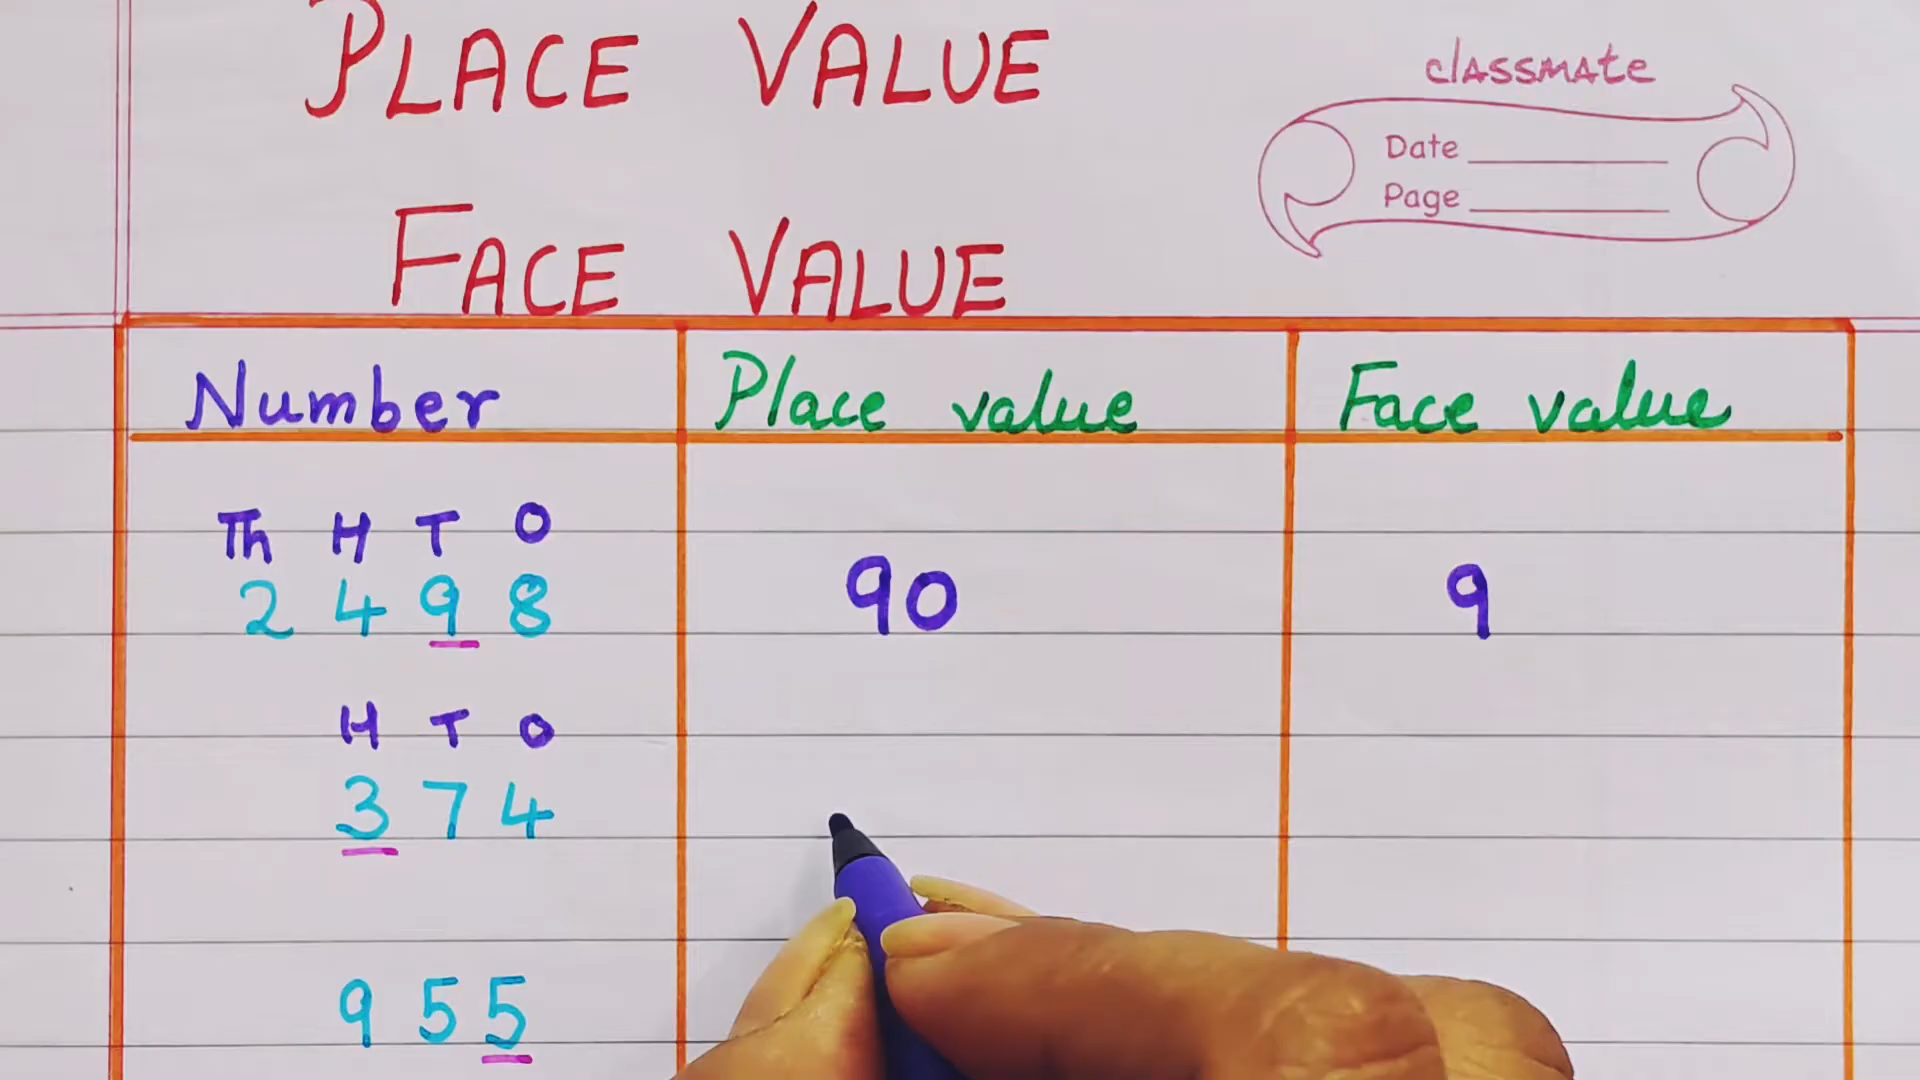 PLACE VALUE
classmate
Date
Page
FACE VALUE
Number Place value Face value
Th H T O
2 4 9 8 90 9
H T O
3 7 4
9 5 5